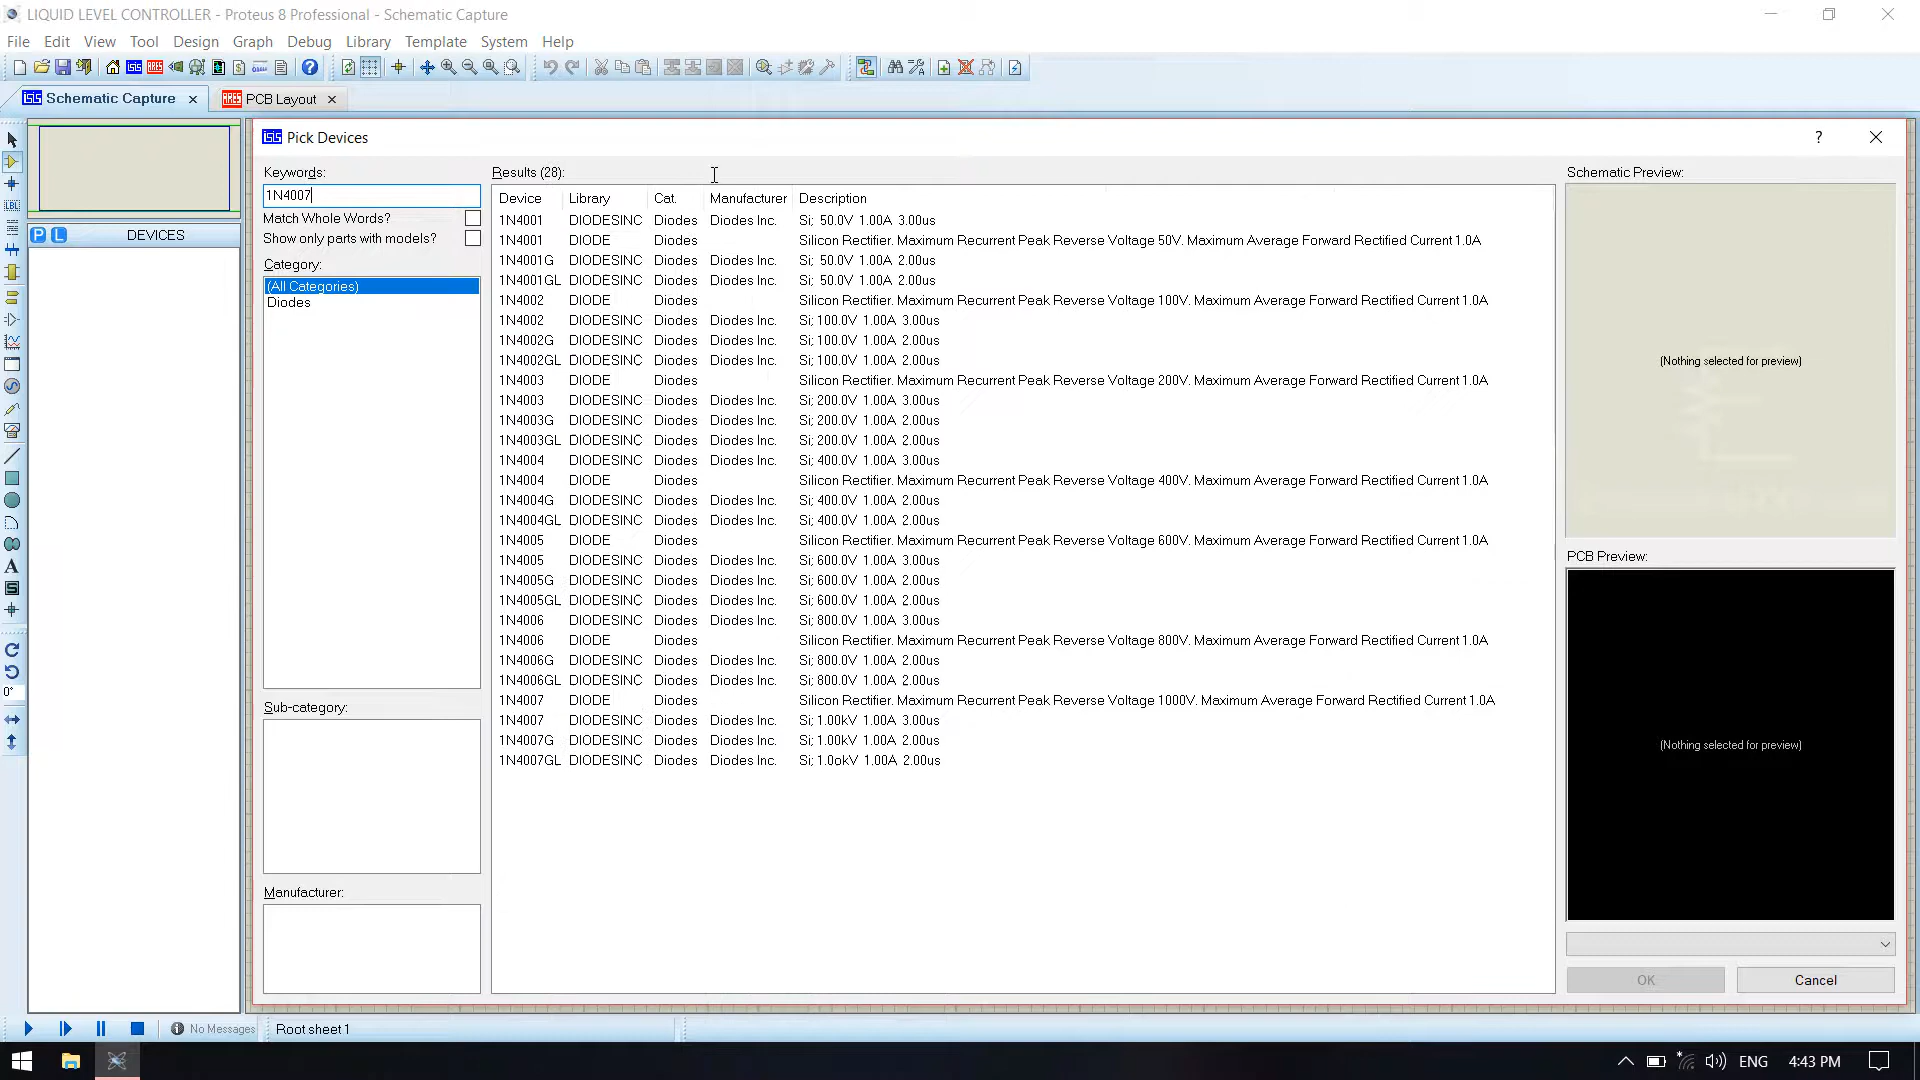 LIQUID LEVEL CONTROLLER - Proteus 8 Professional - Schematic Capture
File Edit View Tool Design Graph Debug Library Template System Help
Schematic Capture PCB Layout
Pick Devices
Keywords:
1N4007
Match Whole Words?
Show only parts with models?
Category:
(All Categories)
Diodes
Sub-category:
Manufacturer:
P L DEVICES
LBL
A
S
0°
Results (28):
Device Library Cat. Manufacturer Description
1N4001 DIODESINC Diodes Diodes Inc. Si; 50.0V 1.00A 3.00us
1N4001 DIODE Diodes Silicon Rectifier. Maximum Recurrent Peak Reverse Voltage 50V. Maximum Average Forward Rectified Current 1.0A
1N4001G DIODESINC Diodes Diodes Inc. Si; 50.0V 1.00A 2.00us
1N4001GL DIODESINC Diodes Diodes Inc. Si; 50.0V 1.00A 2.00us
1N4002 DIODE Diodes Silicon Rectifier. Maximum Recurrent Peak Reverse Voltage 100V. Maximum Average Forward Rectified Current 1.0A
1N4002 DIODESINC Diodes Diodes Inc. Si; 100.0V 1.00A 3.00us
1N4002G DIODESINC Diodes Diodes Inc. Si; 100.0V 1.00A 2.00us
1N4002GL DIODESINC Diodes Diodes Inc. Si; 100.0V 1.00A 2.00us
1N4003 DIODE Diodes Silicon Rectifier. Maximum Recurrent Peak Reverse Voltage 200V. Maximum Average Forward Rectified Current 1.0A
1N4003 DIODESINC Diodes Diodes Inc. Si; 200.0V 1.00A 3.00us
1N4003G DIODESINC Diodes Diodes Inc. Si; 200.0V 1.00A 2.00us
1N4003GL DIODESINC Diodes Diodes Inc. Si; 200.0V 1.00A 2.00us
1N4004 DIODESINC Diodes Diodes Inc. Si; 400.0V 1.00A 3.00us
1N4004 DIODE Diodes Silicon Rectifier. Maximum Recurrent Peak Reverse Voltage 400V. Maximum Average Forward Rectified Current 1.0A
1N4004G DIODESINC Diodes Diodes Inc. Si; 400.0V 1.00A 2.00us
1N4004GL DIODESINC Diodes Diodes Inc. Si; 400.0V 1.00A 2.00us
1N4005 DIODE Diodes Silicon Rectifier. Maximum Recurrent Peak Reverse Voltage 600V. Maximum Average Forward Rectified Current 1.0A
1N4005 DIODESINC Diodes Diodes Inc. Si; 600.0V 1.00A 3.00us
1N4005G DIODESINC Diodes Diodes Inc. Si; 600.0V 1.00A 2.00us
1N4005GL DIODESINC Diodes Diodes Inc. Si; 600.0V 1.00A 2.00us
1N4006 DIODESINC Diodes Diodes Inc. Si; 800.0V 1.00A 3.00us
1N4006 DIODE Diodes Silicon Rectifier. Maximum Recurrent Peak Reverse Voltage 800V. Maximum Average Forward Rectified Current 1.0A
1N4006G DIODESINC Diodes Diodes Inc. Si; 800.0V 1.00A 2.00us
1N4006GL DIODESINC Diodes Diodes Inc. Si; 800.0V 1.00A 2.00us
1N4007 DIODE Diodes Silicon Rectifier. Maximum Recurrent Peak Reverse Voltage 1000V. Maximum Average Forward Rectified Current 1.0A
1N4007 DIODESINC Diodes Diodes Inc. Si; 1.00kV 1.00A 3.00us
1N4007G DIODESINC Diodes Diodes Inc. Si; 1.00kV 1.00A 2.00us
1N4007GL DIODESINC Diodes Diodes Inc. Si; 1.0okV 1.00A 2.00us
Schematic Preview:
(Nothing selected for preview)
PCB Preview:
(Nothing selected for preview)
OK Cancel
No Messages Root sheet 1
ENG 4:43 PM